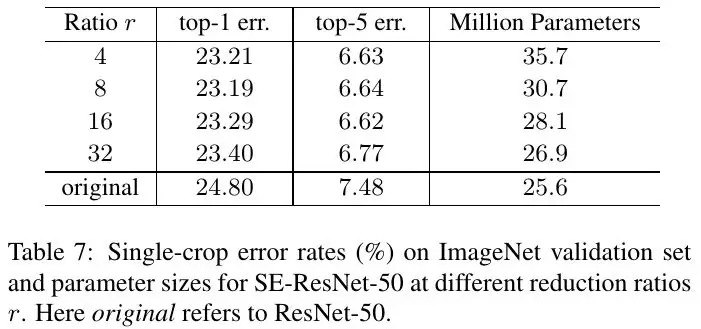 Ratio r top-1 err. top-5 err. Million Parameters
4 23.21 6.63 35.7
8 23.19 6.64 30.7
16 23.29 6.62 28.1
32 23.40 6.77 26.9
original 24.80 7.48 25.6
Table 7: Single-crop error rates (%) on ImageNet validation set
and parameter sizes for SE-ResNet-50 at different reduction ratios
r. Here original refers to ResNet-50.